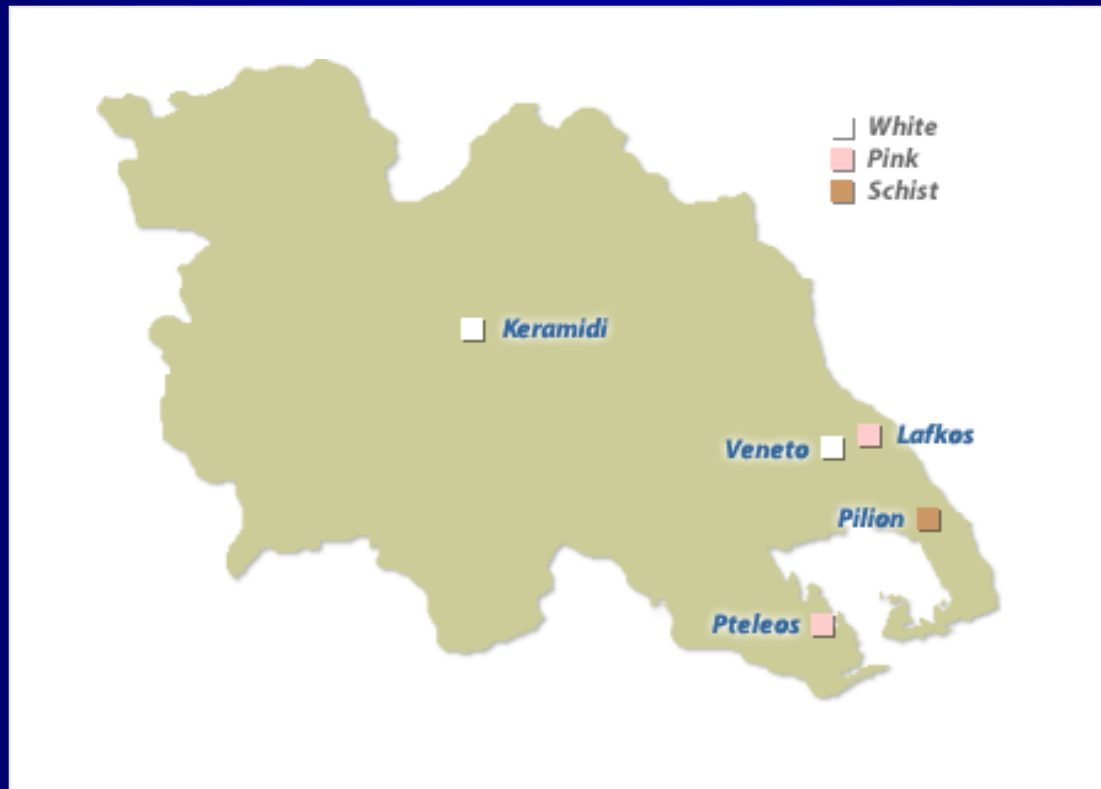 White
Pink
Schist
Keramidi
Lafkos
Veneto
Pilion
Pteleos